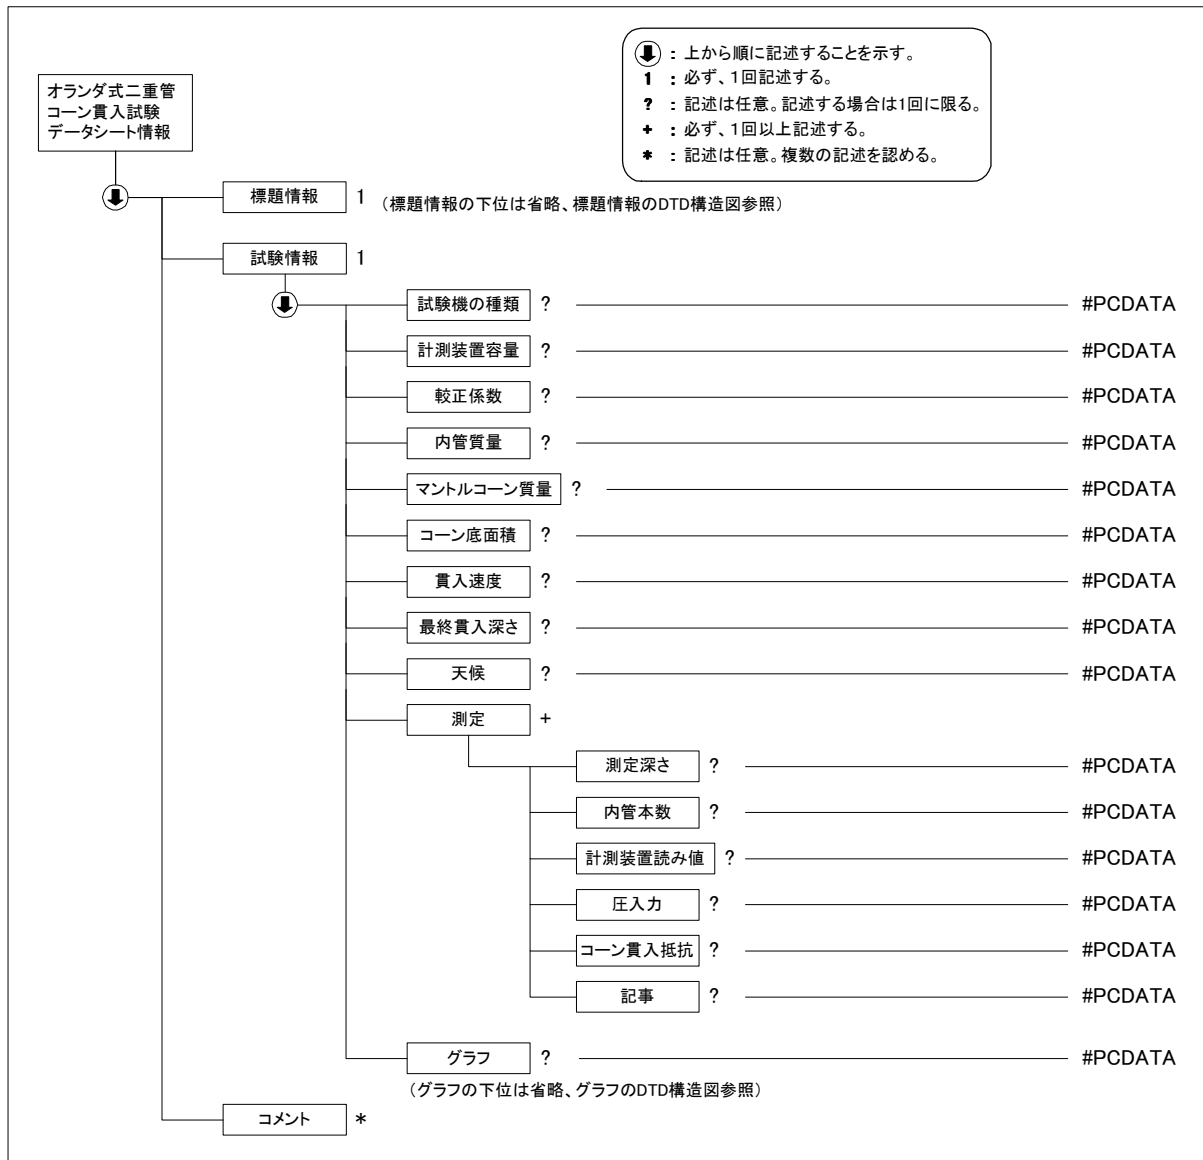 ：上から順に記述することを示す。
1 ：必ず、1回記述する。
? ：記述は任意。記述する場合は1回に限る。
+ ：必ず、1回以上記述する。
* ：記述は任意。複数の記述を認める。
オランダ式二重管
コーン貫入試験
データシート情報
標題情報 1 （標題情報の下位は省略、標題情報のDTD構造図参照）
試験情報 1
試験機の種類 ? #PCDATA
計測装置容量 ? #PCDATA
較正係数 ? #PCDATA
内管質量 ? #PCDATA
マントルコーン質量 ? #PCDATA
コーン底面積 ? #PCDATA
貫入速度 ? #PCDATA
最終貫入深さ ? #PCDATA
天候 ? #PCDATA
測定 +
測定深さ ? #PCDATA
内管本数 ? #PCDATA
計測装置読み値 ? #PCDATA
圧入力 ? #PCDATA
コーン貫入抵抗 ? #PCDATA
記事 ? #PCDATA
グラフ ? #PCDATA
（グラフの下位は省略、グラフのDTD構造図参照）
コメント *